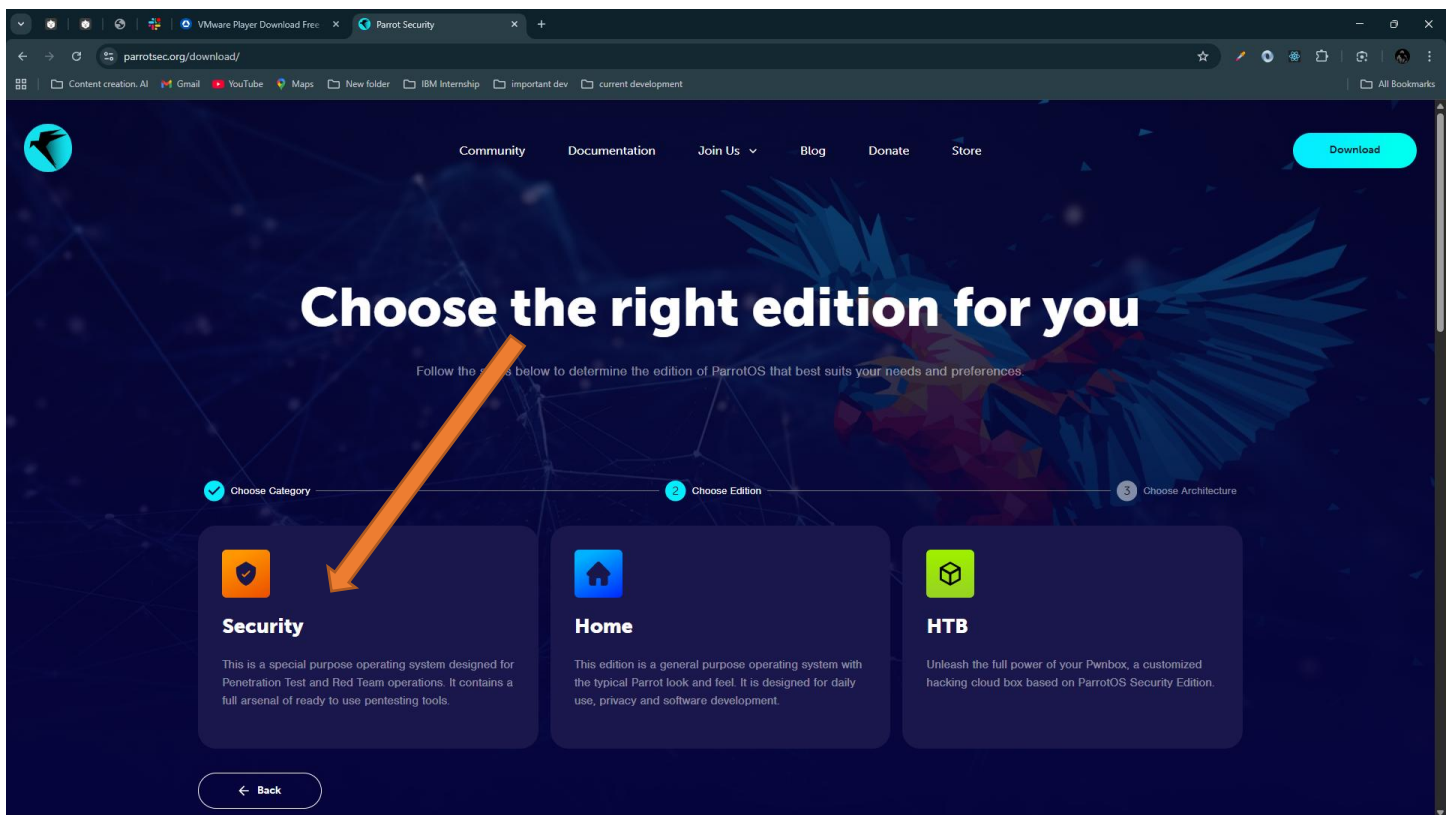 VMware Player Download Free
Parrot Security
parrotsec.org/download/
Content creation. AI
Gmail
YouTube
Maps
New folder
IBM Internship
important dev
current development
All Bookmarks
Community
Documentation
Join Us
Blog
Donate
Store
Download
Choose the right edition for you
Follow the s s below to determine the edition of ParrotOS that best suits your needs and preferences.
Choose Category
2 Choose Edition
3 Choose Architecture
Security
This is a special purpose operating system designed for
Penetration Test and Red Team operations. It contains a
full arsenal of ready to use pentesting tools.
Home
This edition is a general purpose operating system with
the typical Parrot look and feel. It is designed for daily
use, privacy and software development.
HTB
Unleash the full power of your Pwnbox, a customized
hacking cloud box based on ParrotOS Security Edition.
Back